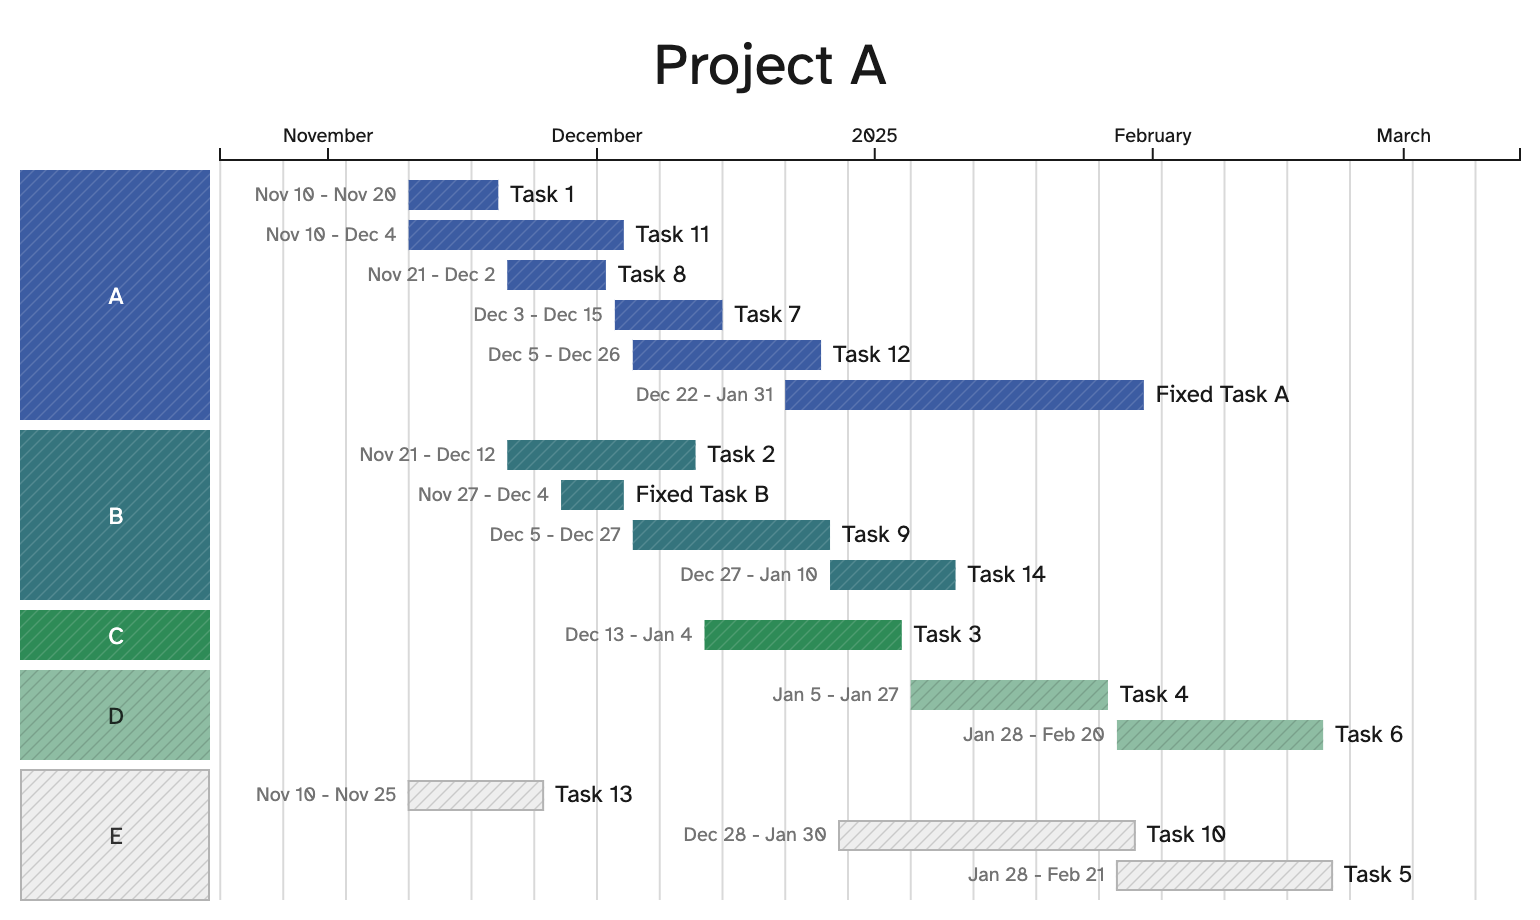 Project A
November December 2025 February March
A
Nov 10 - Nov 20 Task 1
Nov 10 - Dec 4 Task 11
Nov 21 - Dec 2 Task 8
Dec 3 - Dec 15 Task 7
Dec 5 - Dec 26 Task 12
Dec 22 - Jan 31 Fixed Task A
B
Nov 21 - Dec 12 Task 2
Nov 27 - Dec 4 Fixed Task B
Dec 5 - Dec 27 Task 9
Dec 27 - Jan 10 Task 14
C
Dec 13 - Jan 4 Task 3
D
Jan 5 - Jan 27 Task 4
Jan 28 - Feb 20 Task 6
E
Nov 10 - Nov 25 Task 13
Dec 28 - Jan 30 Task 10
Jan 28 - Feb 21 Task 5